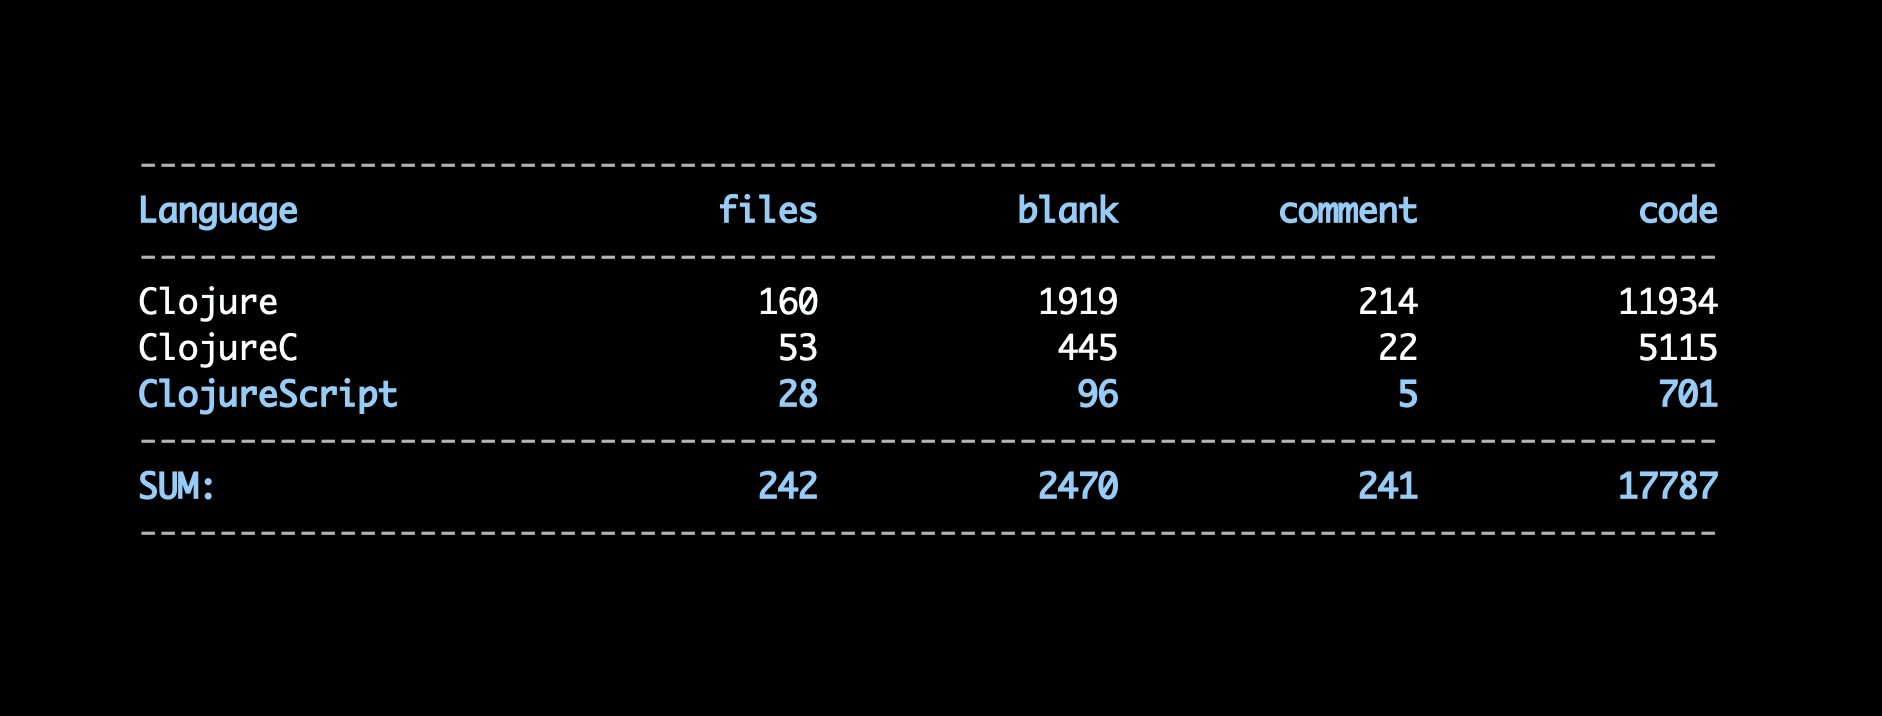 -------------------------------------------------------------------------------
Language files blank comment code
-------------------------------------------------------------------------------
Clojure 160 1919 214 11934
ClojureC 53 445 22 5115
ClojureScript 28 96 5 701
-------------------------------------------------------------------------------
SUM: 242 2470 241 17787
-------------------------------------------------------------------------------